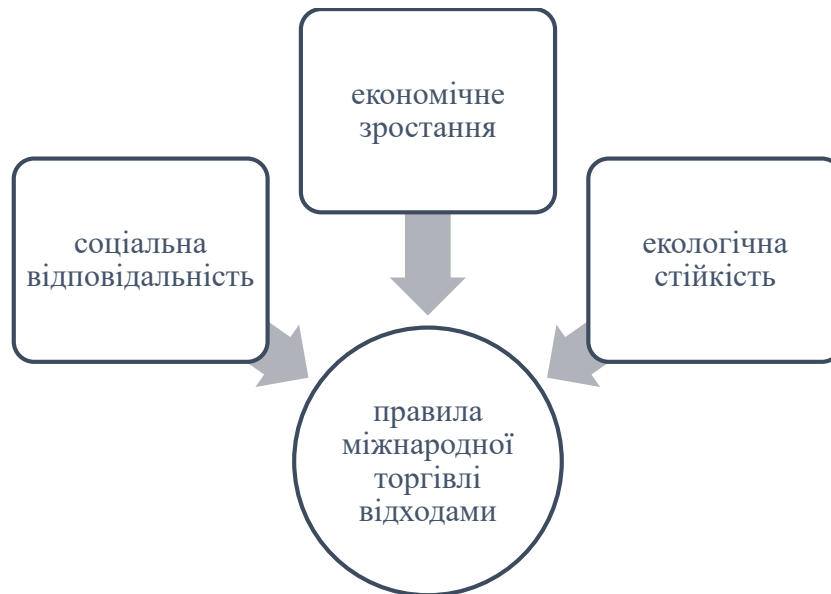 економічне
зростання
соціальна
відповідальність
екологічна
стійкість
правила
міжнародної
торгівлі
відходами